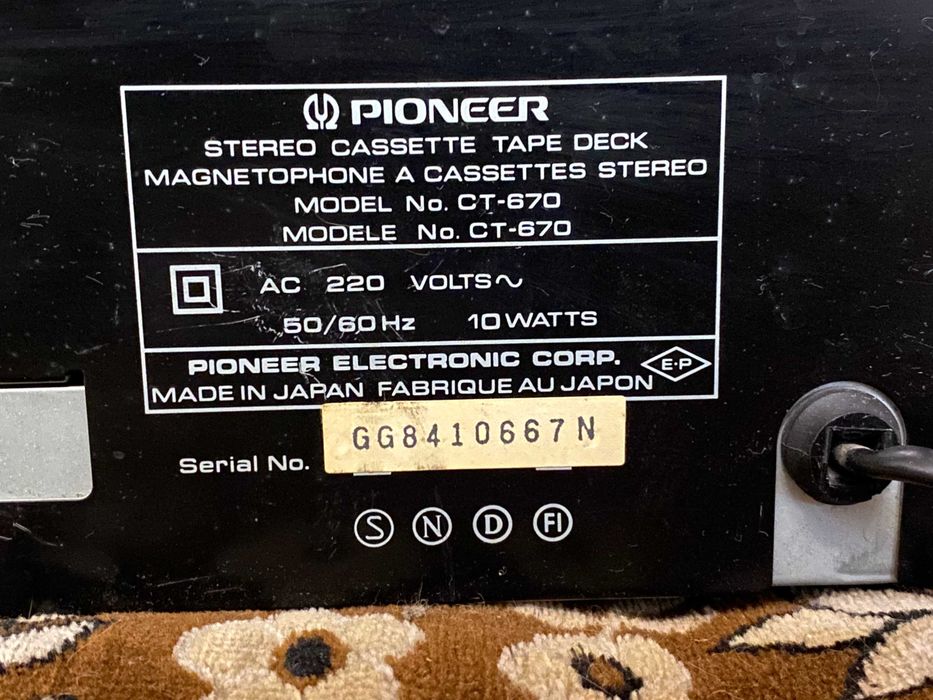 PIONEER
STEREO CASSETTE TAPE DECK
MAGNETOPHONE A CASSETTES STEREO
MODEL No. CT-670
MODELE No. CT-670
AC 220 VOLTS~
50/60Hz 10WATTS
PIONEER ELECTRONIC CORP. E·P
MADE IN JAPAN FABRIQUE AU JAPON
Serial No. GG8410667N
S N D FI